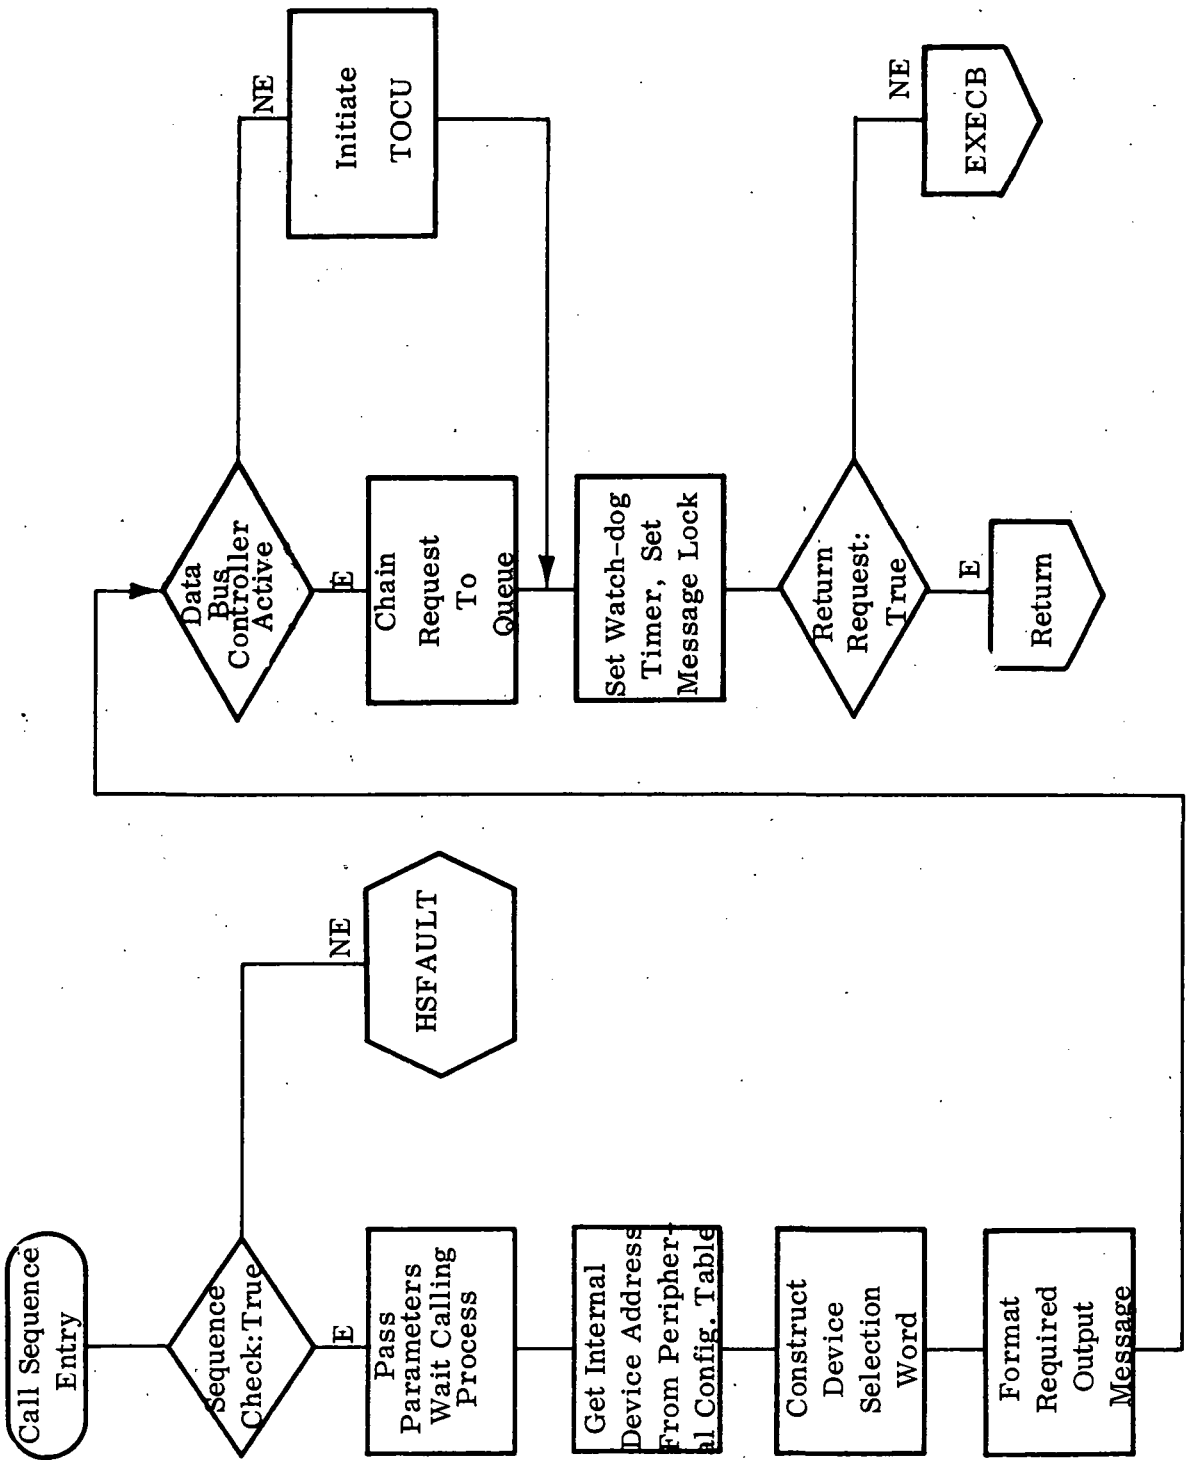 Call Sequence
Entry
Sequence
Check:True
NE
HSFAULT
E
Pass
Parameters
Wait Calling
Process
Get Internal
Device Address
From Peripher-
al Config. Table
Construct
Device
Selection
Word
Format
Required
Output
Message
Data
Bus
Controller
Active
NE
Initiate
TOCU
E
Chain
Request
To
Queue
Set Watch-dog
Timer, Set
Message Lock
Return
Request:
True
NE
EXECB
E
Return